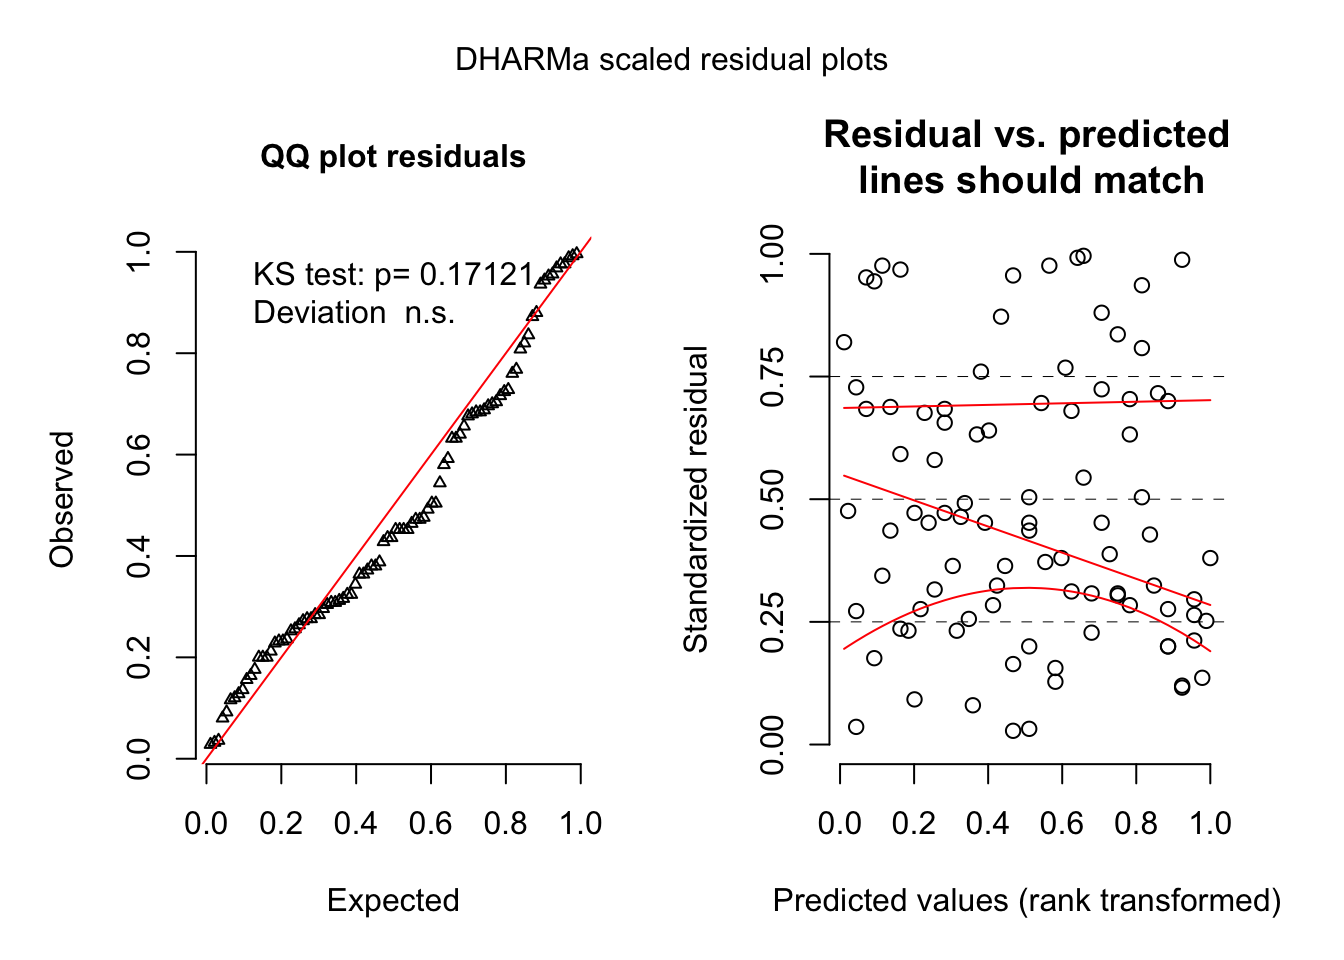 DHARMa scaled residual plots
QQ plot residuals
KS test: p= 0.17121
Deviation  n.s.
Observed
0.0 0.2 0.4 0.6 0.8 1.0
0.0 0.2 0.4 0.6 0.8 1.0
Expected
Residual vs. predicted
lines should match
Standardized residual
0.00 0.25 0.50 0.75 1.00
0.0 0.2 0.4 0.6 0.8 1.0
Predicted values (rank transformed)